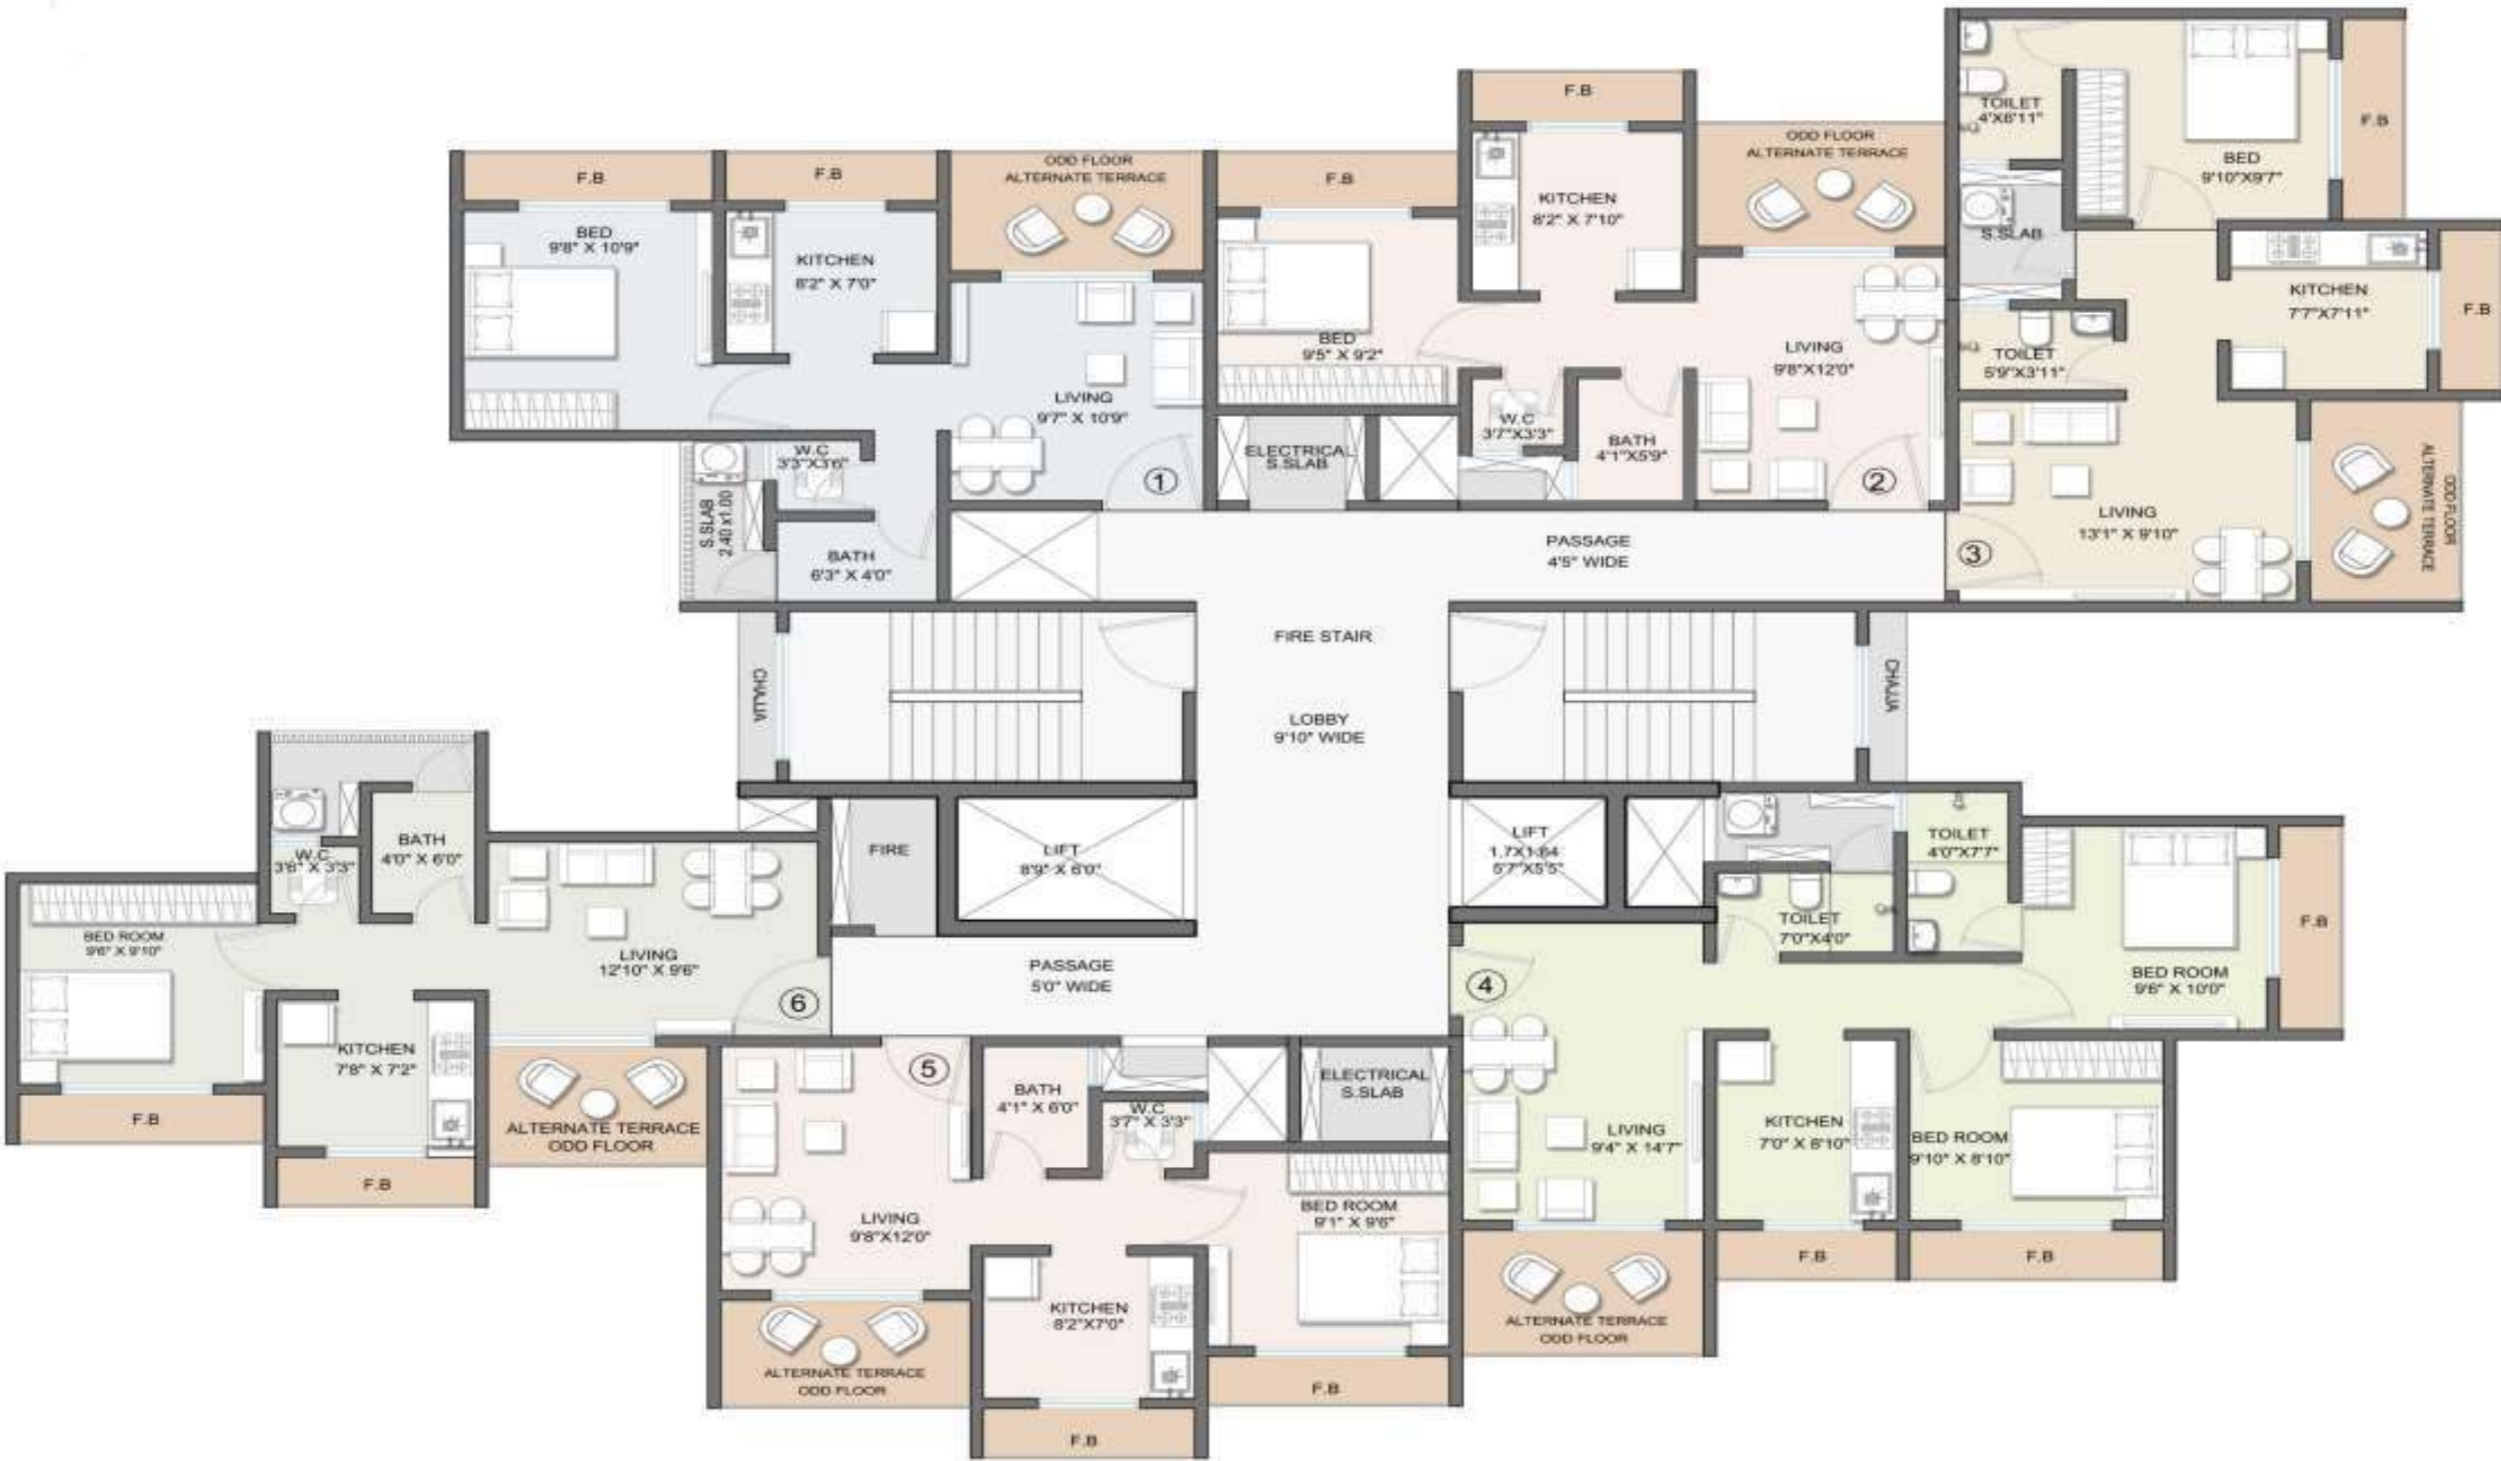 F.B
BED
9'8" X 10'9"
F.B
KITCHEN
8'2" X 7'0"
ODD FLOOR
ALTERNATE TERRACE
LIVING
9'7" X 10'9"
1
W.C
3'3"X3'6"
S.SLAB
2.40 x1.00
BATH
6'3" X 4'0"
F.B
BED
9'5" X 9'2"
F.B
KITCHEN
8'2" X 7'10"
ODD FLOOR
ALTERNATE TERRACE
LIVING
9'8"X12'0"
2
ELECTRICAL
S.SLAB
W.C
3'7"X3'3"
BATH
4'1"X5'9"
TOILET
4'X6'11"
BED
9'10"X9'7"
F.B
S.SLAB
KITCHEN
7'7"X7'11"
F.B
TOILET
5'9"X3'11"
LIVING
13'1" X 9'10"
3
ODD FLOOR
ALTERNATE TERRACE
PASSAGE
4'5" WIDE
FIRE STAIR
LOBBY
9'10" WIDE
CHAJJA
CHAJJA
FIRE
LIFT
8'9" X 6'0"
LIFT
1.7X1.64
5'7"X5'5"
PASSAGE
5'0" WIDE
BATH
4'0" X 6'0"
W.C
3'6" X 3'3"
BED ROOM
9'6" X 9'10"
LIVING
12'10" X 9'6"
6
KITCHEN
7'8" X 7'2"
F.B
F.B
ALTERNATE TERRACE
ODD FLOOR
5
BATH
4'1" X 6'0"
W.C
3'7" X 3'3"
ELECTRICAL
S.SLAB
LIVING
9'8"X12'0"
BED ROOM
9'1" X 9'6"
KITCHEN
8'2"X7'0"
ALTERNATE TERRACE
ODD FLOOR
F.B
F.B
TOILET
4'0"X7'7"
TOILET
7'0"X4'0"
BED ROOM
9'6" X 10'0"
F.B
4
LIVING
9'4" X 14'7"
KITCHEN
7'0" X 8'10"
BED ROOM
9'10" X 8'10"
F.B
F.B
ALTERNATE TERRACE
ODD FLOOR